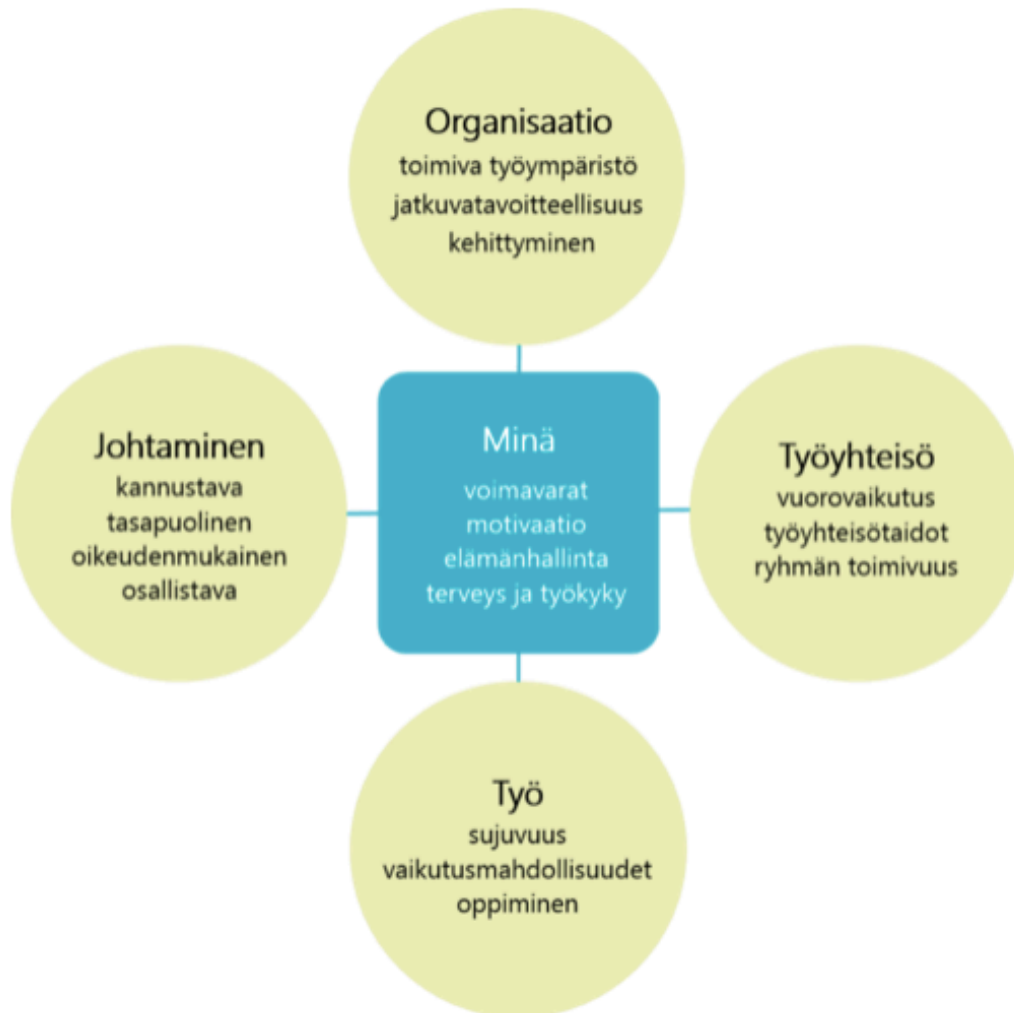 Organisaatio
toimiva työympäristö
jatkuvatavoitteellisuus
kehittyminen
Johtaminen
kannustava
tasapuolinen
oikeudenmukainen
osallistava
Minä
voimavarat
motivaatio
elämänhallinta
terveys ja työkyky
Työyhteisö
vuorovaikutus
työyhteisötaidot
ryhmän toimivuus
Työ
sujuvuus
vaikutusmahdollisuudet
oppiminen